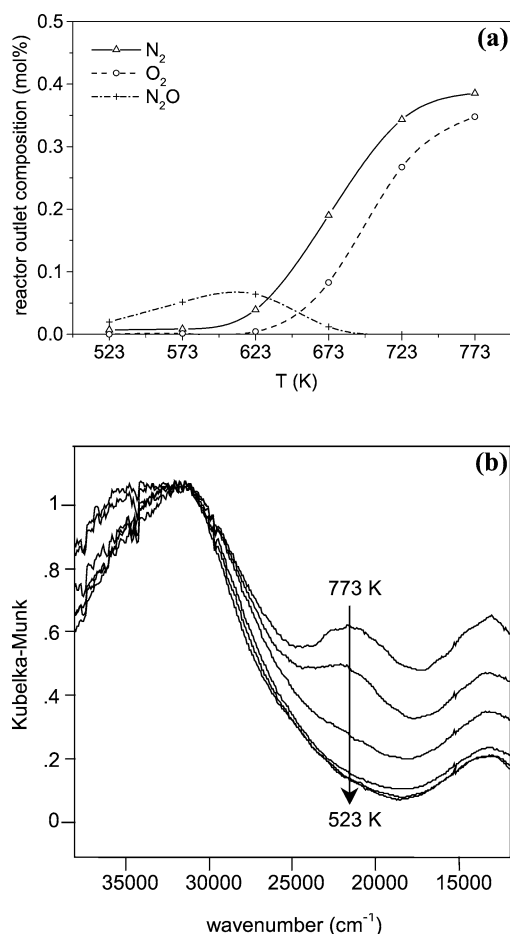 (a)
N2
O2
N2O
reactor outlet composition (mol%)
0.5
0.4
0.3
0.2
0.1
0.0
523 573 623 673 723 773
T (K)
(b)
Kubelka-Munk
1
.8
.6
.4
.2
0
773 K
523 K
35000 30000 25000 20000 15000
wavenumber (cm-1)